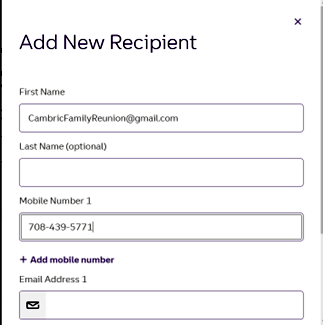 ×
Add New Recipient
First Name
CambricFamilyReunion@gmail.com
Last Name (optional)
Mobile Number 1
708-439-5771
+ Add mobile number
Email Address 1